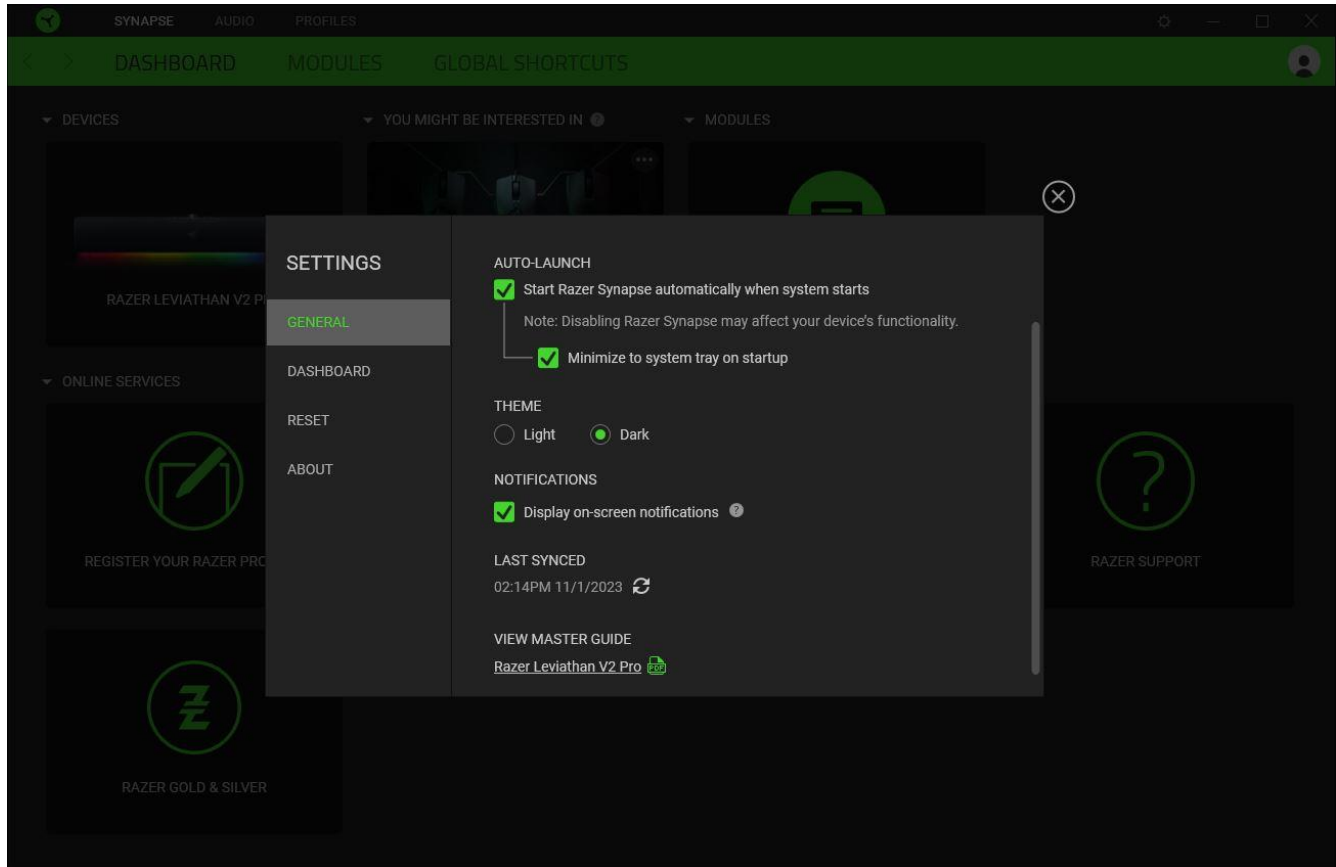 SYNAPSE AUDIO PROFILES
DASHBOARD MODULES GLOBAL SHORTCUTS
DEVICES
YOU MIGHT BE INTERESTED IN ?
MODULES
RAZER LEVIATHAN V2 P
ONLINE SERVICES
REGISTER YOUR RAZER PRO
RAZER GOLD & SILVER
?
RAZER SUPPORT
SETTINGS
GENERAL
DASHBOARD
RESET
ABOUT
AUTO-LAUNCH
Start Razer Synapse automatically when system starts
Note: Disabling Razer Synapse may affect your device’s functionality.
Minimize to system tray on startup
THEME
Light Dark
NOTIFICATIONS
Display on-screen notifications ?
LAST SYNCED
02:14PM 11/1/2023
VIEW MASTER GUIDE
Razer Leviathan V2 Pro PDF